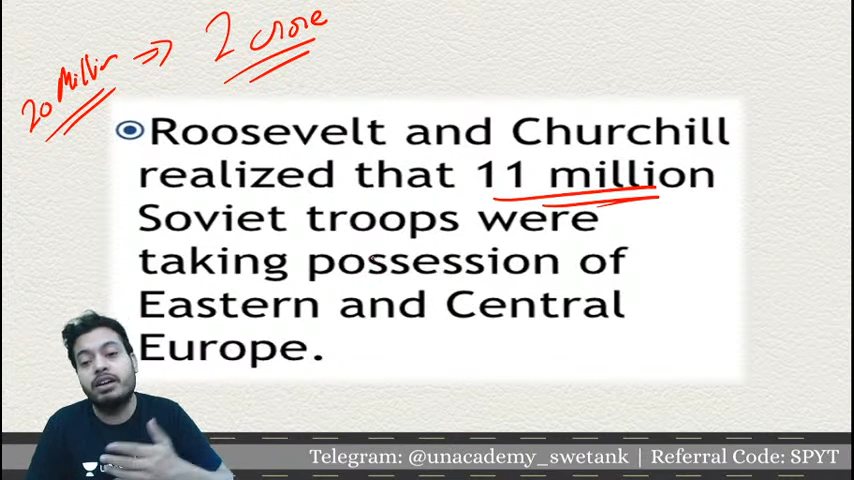 20 Million => 2 crore
Roosevelt and Churchill
realized that 11 million
Soviet troops were
taking possession of
Eastern and Central
Europe.
Telegram: @unacademy_swetank | Referral Code: SPYT